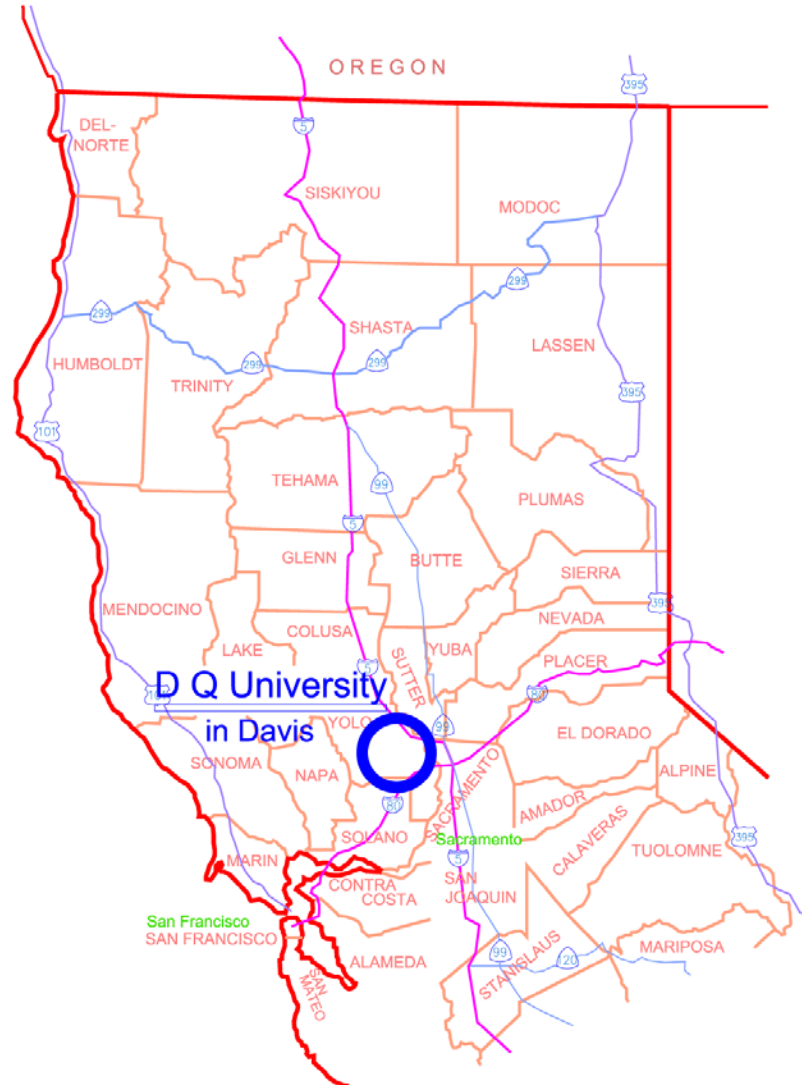 OREGON
395
DEL-
NORTE
5
SISKIYOU
MODOC
299
299
SHASTA
LASSEN
HUMBOLDT
TRINITY
299
299
395
101
TEHAMA
99
PLUMAS
5
GLENN
BUTTE
SIERRA
MENDOCINO
395
NEVADA
COLUSA
LAKE
YUBA
SUTTER
PLACER
5
D Q University
in Davis
80
YOLO
99
EL DORADO
SONOMA
NAPA
ALPINE
SACRAMENTO
AMADOR
80
SOLANO
Sacramento
CALAVERAS
395
TUOLOMNE
MARIN
5
CONTRA
COSTA
SAN
JOAQUIN
San Francisco
SAN FRANCISCO
MARIPOSA
99
120
STANISLAUS
ALAMEDA
SAN
MATEO